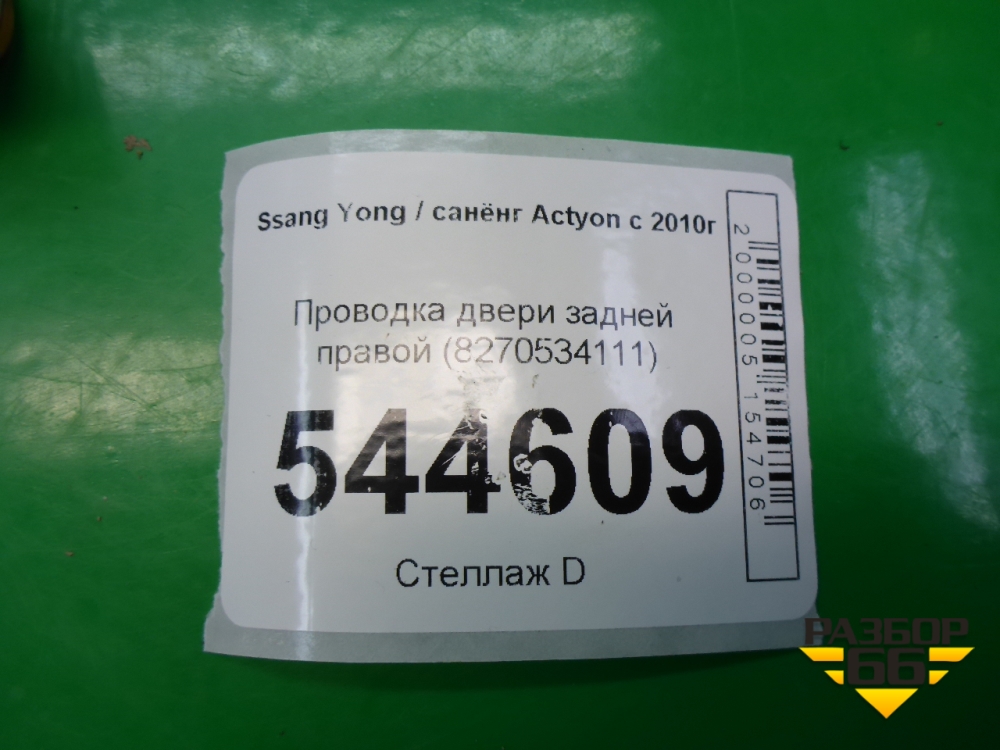 Ssang Yong / санёнг Actyon с 2010г
Проводка двери задней
правой (8270534111)
544609
Стеллаж D
2000005154706
РАЗБОР
66